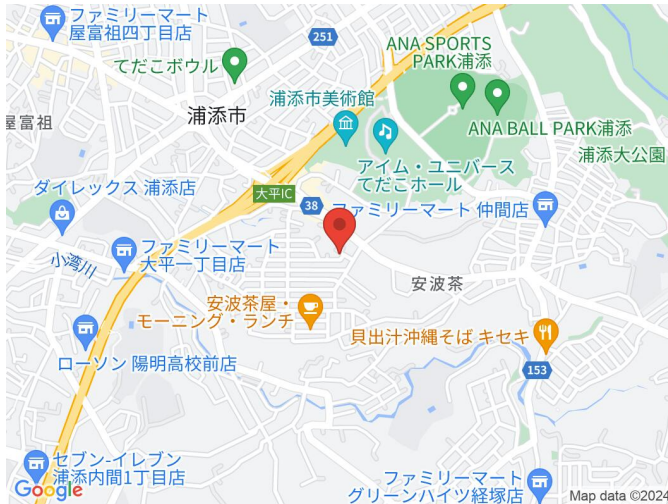 ファミリーマート
屋富祖四丁目店
251
てだこボウル
ANA SPORTS
PARK浦添
浦添市
浦添市美術館
ANA BALL PARK浦添
屋富祖
アイム・ユニバース
てだこホール
浦添大公園
ダイレックス 浦添店
大平IC
38
ファミリーマート 仲間店
小湾川
ファミリーマート
大平一丁目店
安波茶
安波茶屋・
モーニング・ランチ
貝出汁沖縄そば キセキ
ローソン 陽明高校前店
153
セブン-イレブン
浦添内間1丁目店
ファミリーマート
グリーンハイツ経塚店
Google
Map data ©202